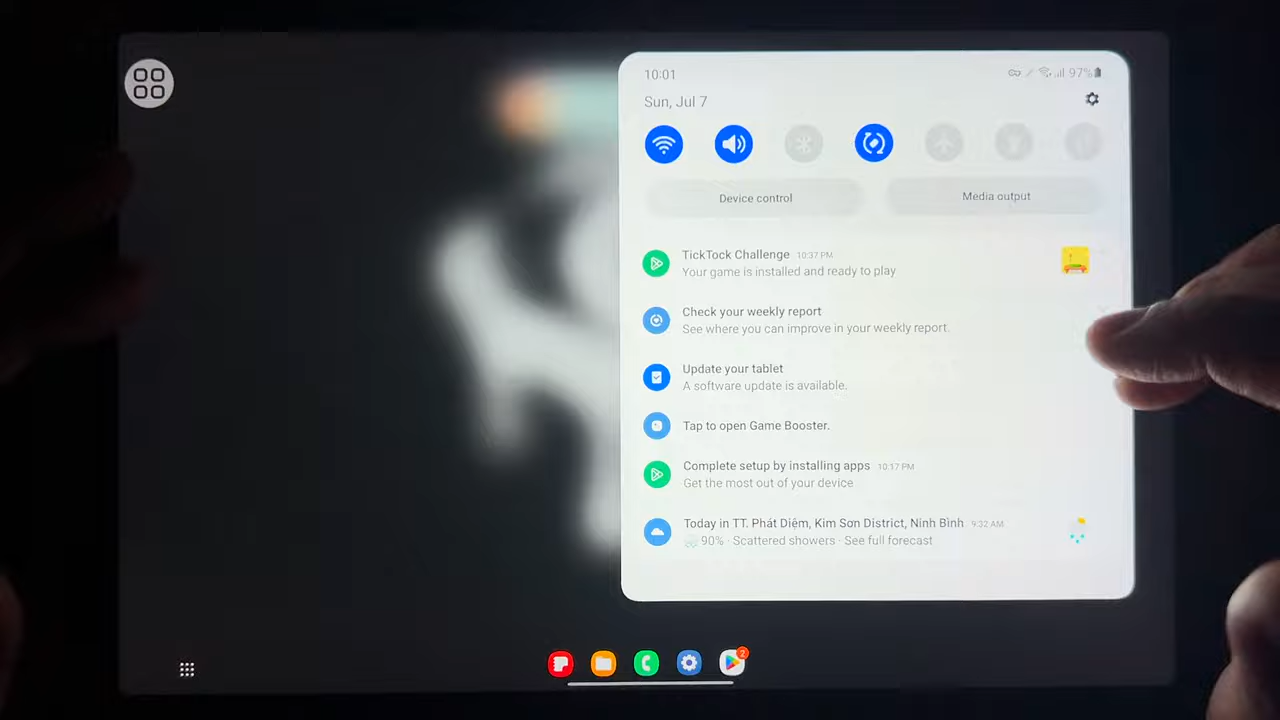 10:01
97%
Sun, Jul 7
Device control
Media output
TickTock Challenge 10:37 PM
Your game is installed and ready to play
Check your weekly report
See where you can improve in your weekly report.
Update your tablet
A software update is available.
Tap to open Game Booster.
Complete setup by installing apps 10:17 PM
Get the most out of your device
Today in TT. Phát Diệm, Kim Sơn District, Ninh Bình 9:32 AM
90% · Scattered showers · See full forecast
2